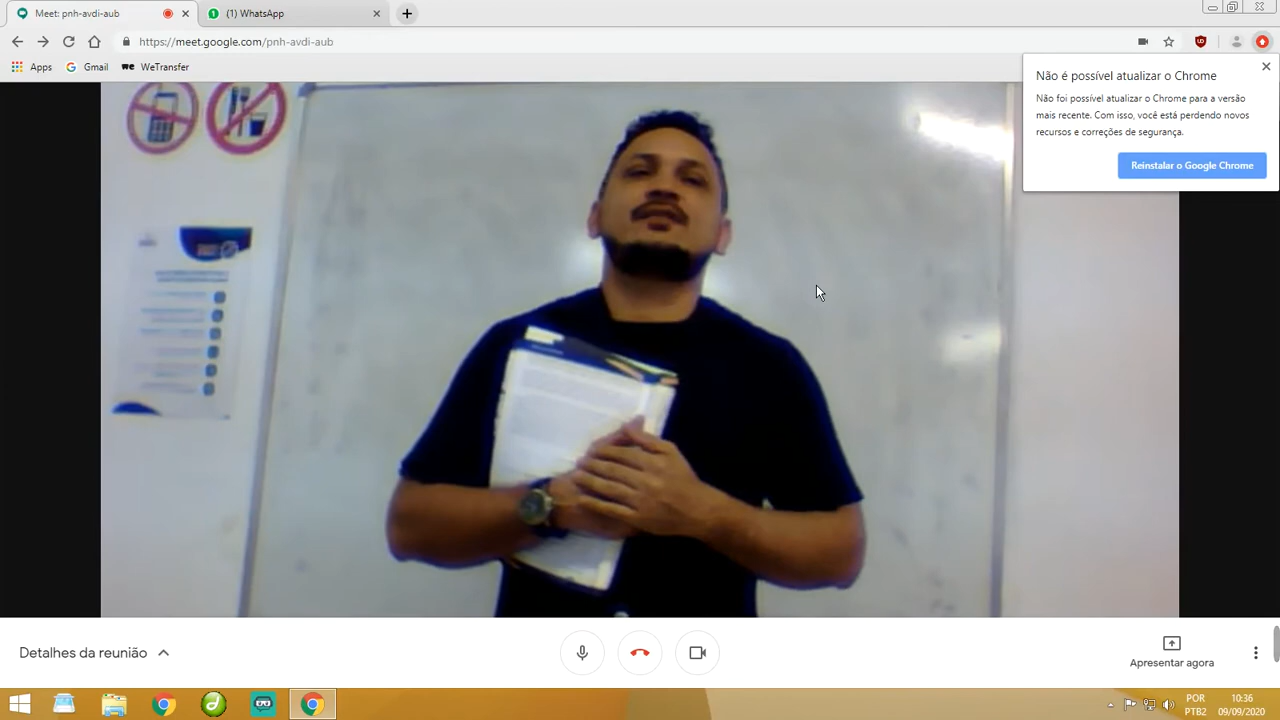 Meet: pnh-avdi-aub
(1) WhatsApp
https://meet.google.com/pnh-avdi-aub
Apps
Gmail
we WeTransfer
Não é possível atualizar o Chrome
Não foi possível atualizar o Chrome para a versão
mais recente. Com isso, você está perdendo novos
recursos e correções de segurança.
Reinstalar o Google Chrome
Detalhes da reunião
Apresentar agora
POR
PTB2
10:36
09/09/2020